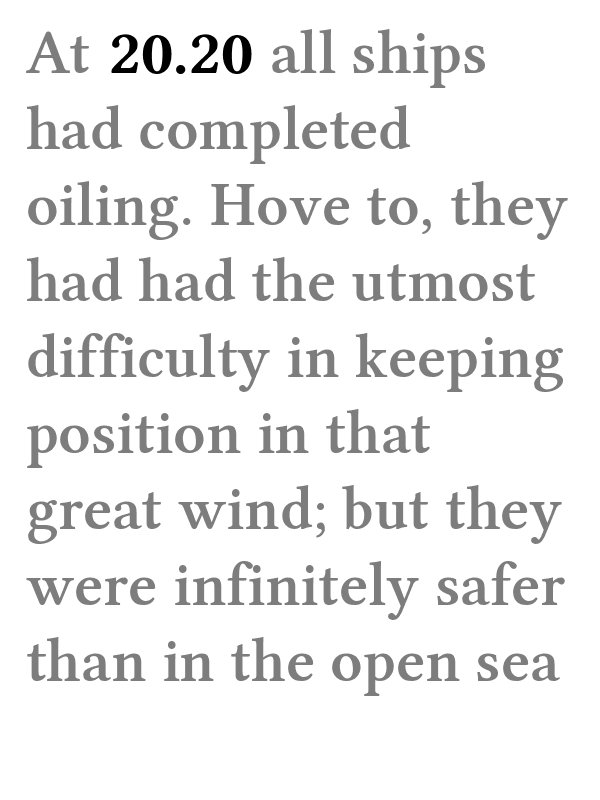 At 20.20 all ships
had completed
oiling. Hove to, they
had had the utmost
difficulty in keeping
position in that
great wind; but they
were infinitely safer
than in the open sea